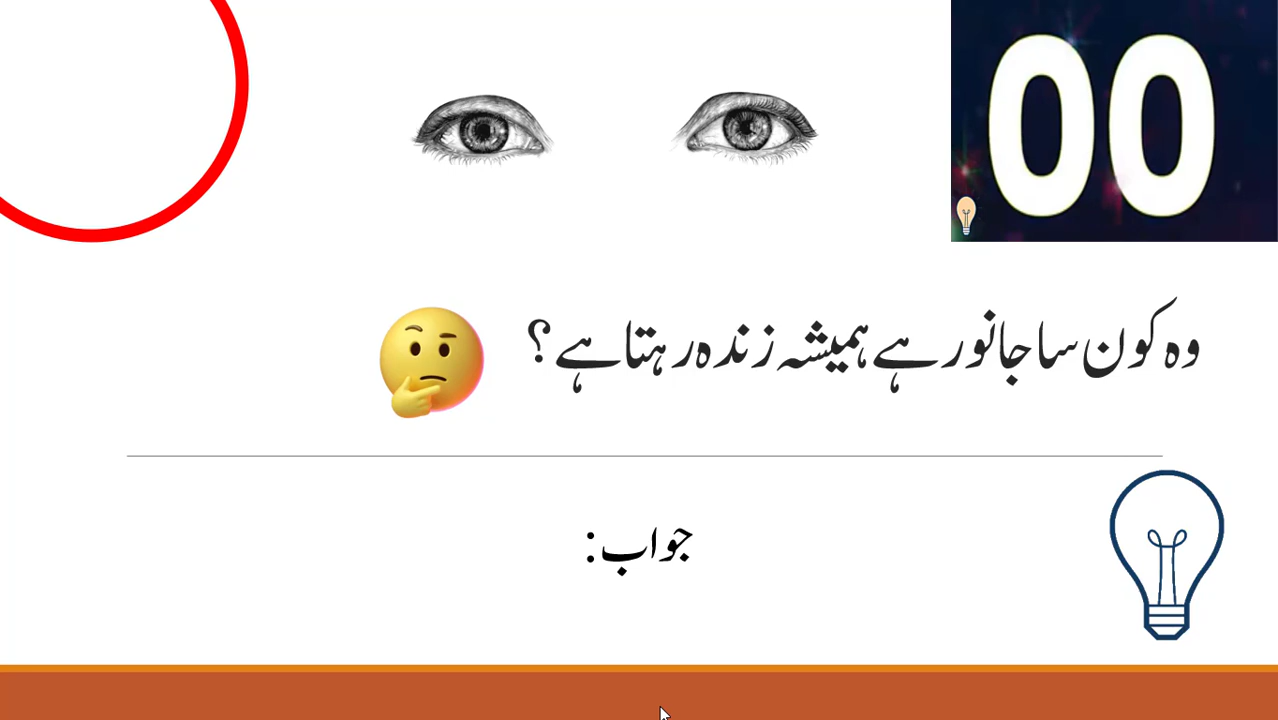 00
وہ کون سا جانور ہے ہمیشہ زندہ رہتا ہے ؟
جواب: